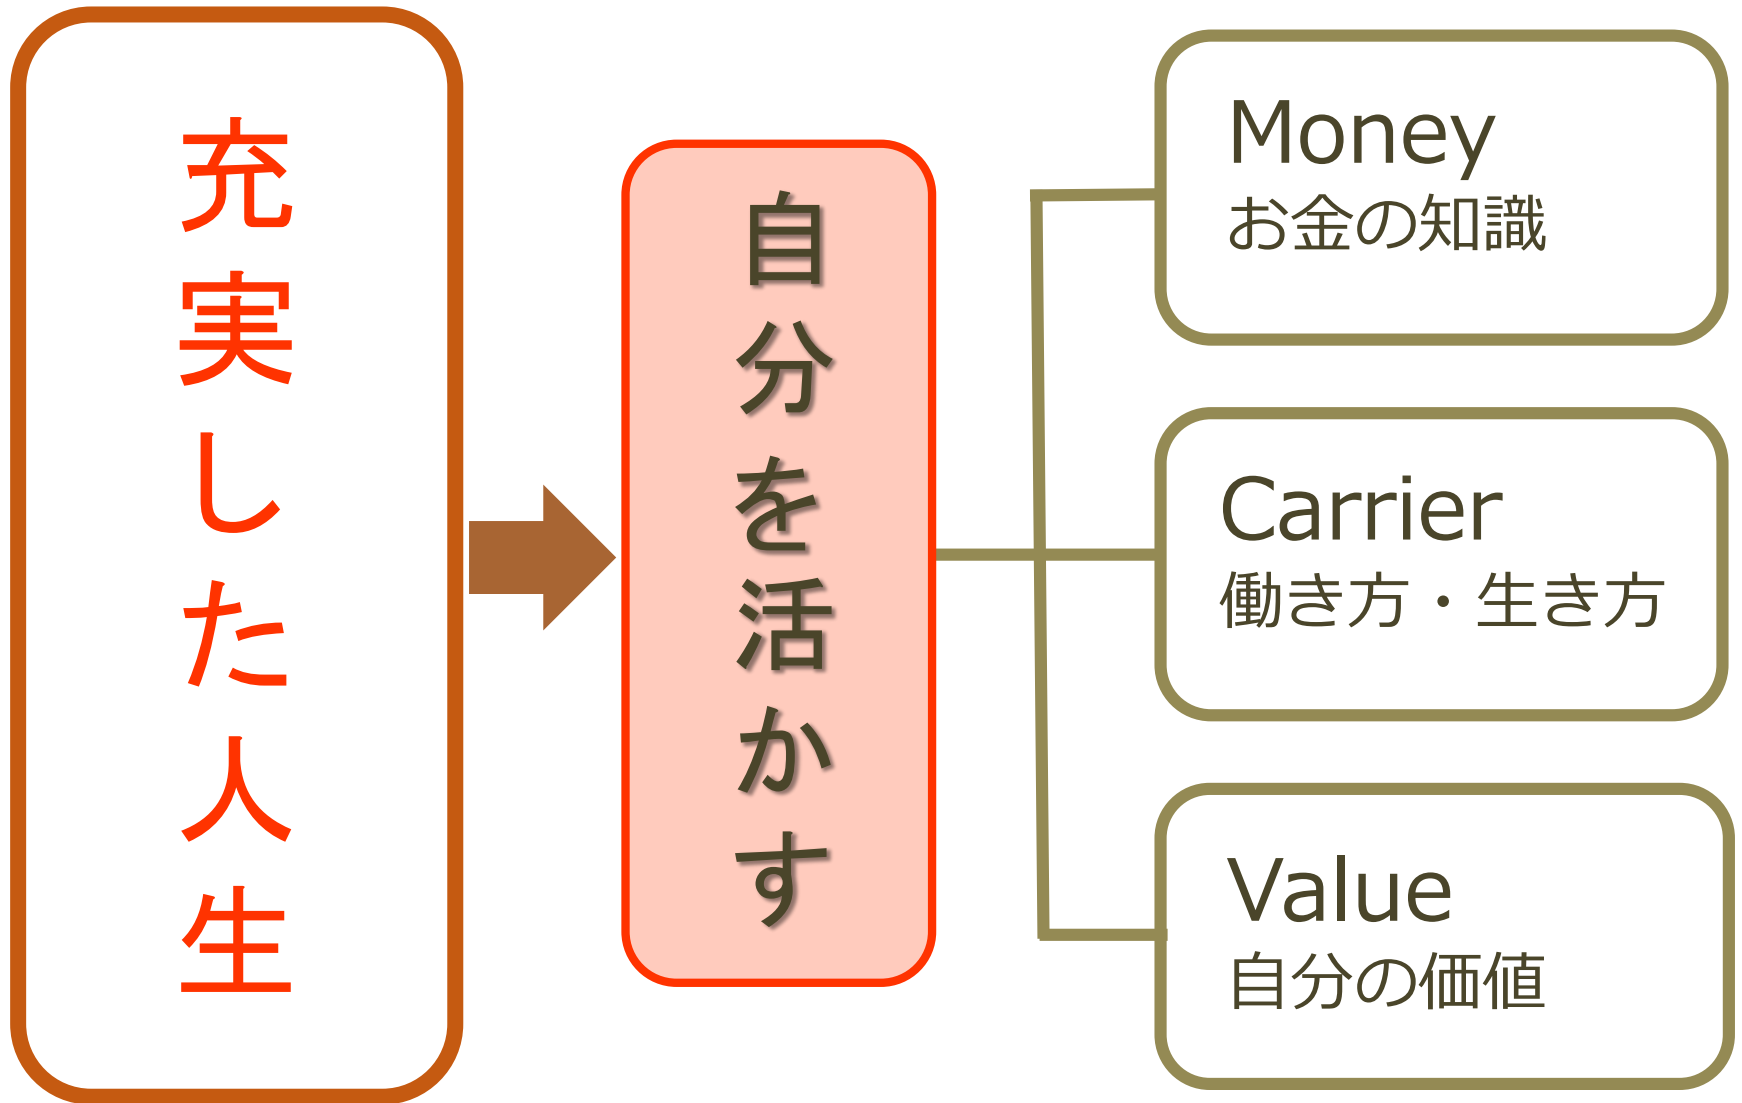 充実した人生
自分を活かす
Money
お金の知識
Carrier
働き方・生き方
Value
自分の価値